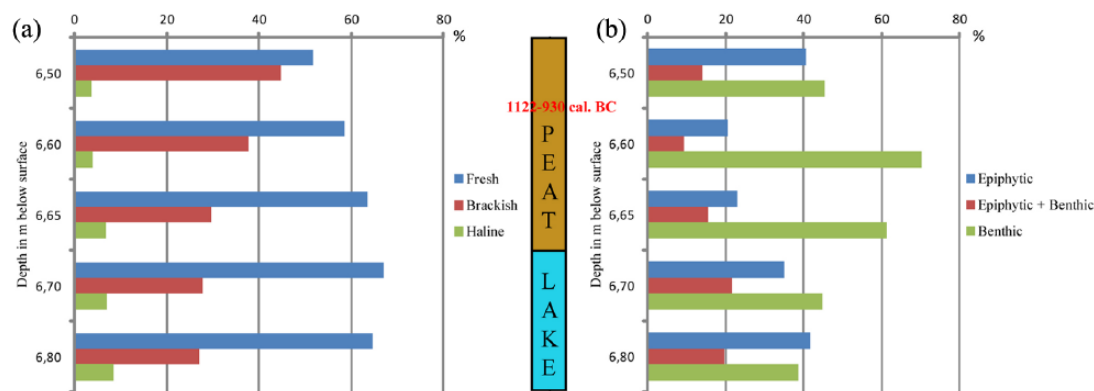 (a)
0 20 40 60 80
%
Depth in m below surface
6,50
6,60
6,65
6,70
6,80
Fresh
Brackish
Haline
1122-930 cal. BC
PEAT
LAKE
(b)
0 20 40 60 80
%
Depth in m below surface
6,50
6,60
6,65
6,70
6,80
Epiphytic
Epiphytic + Benthic
Benthic